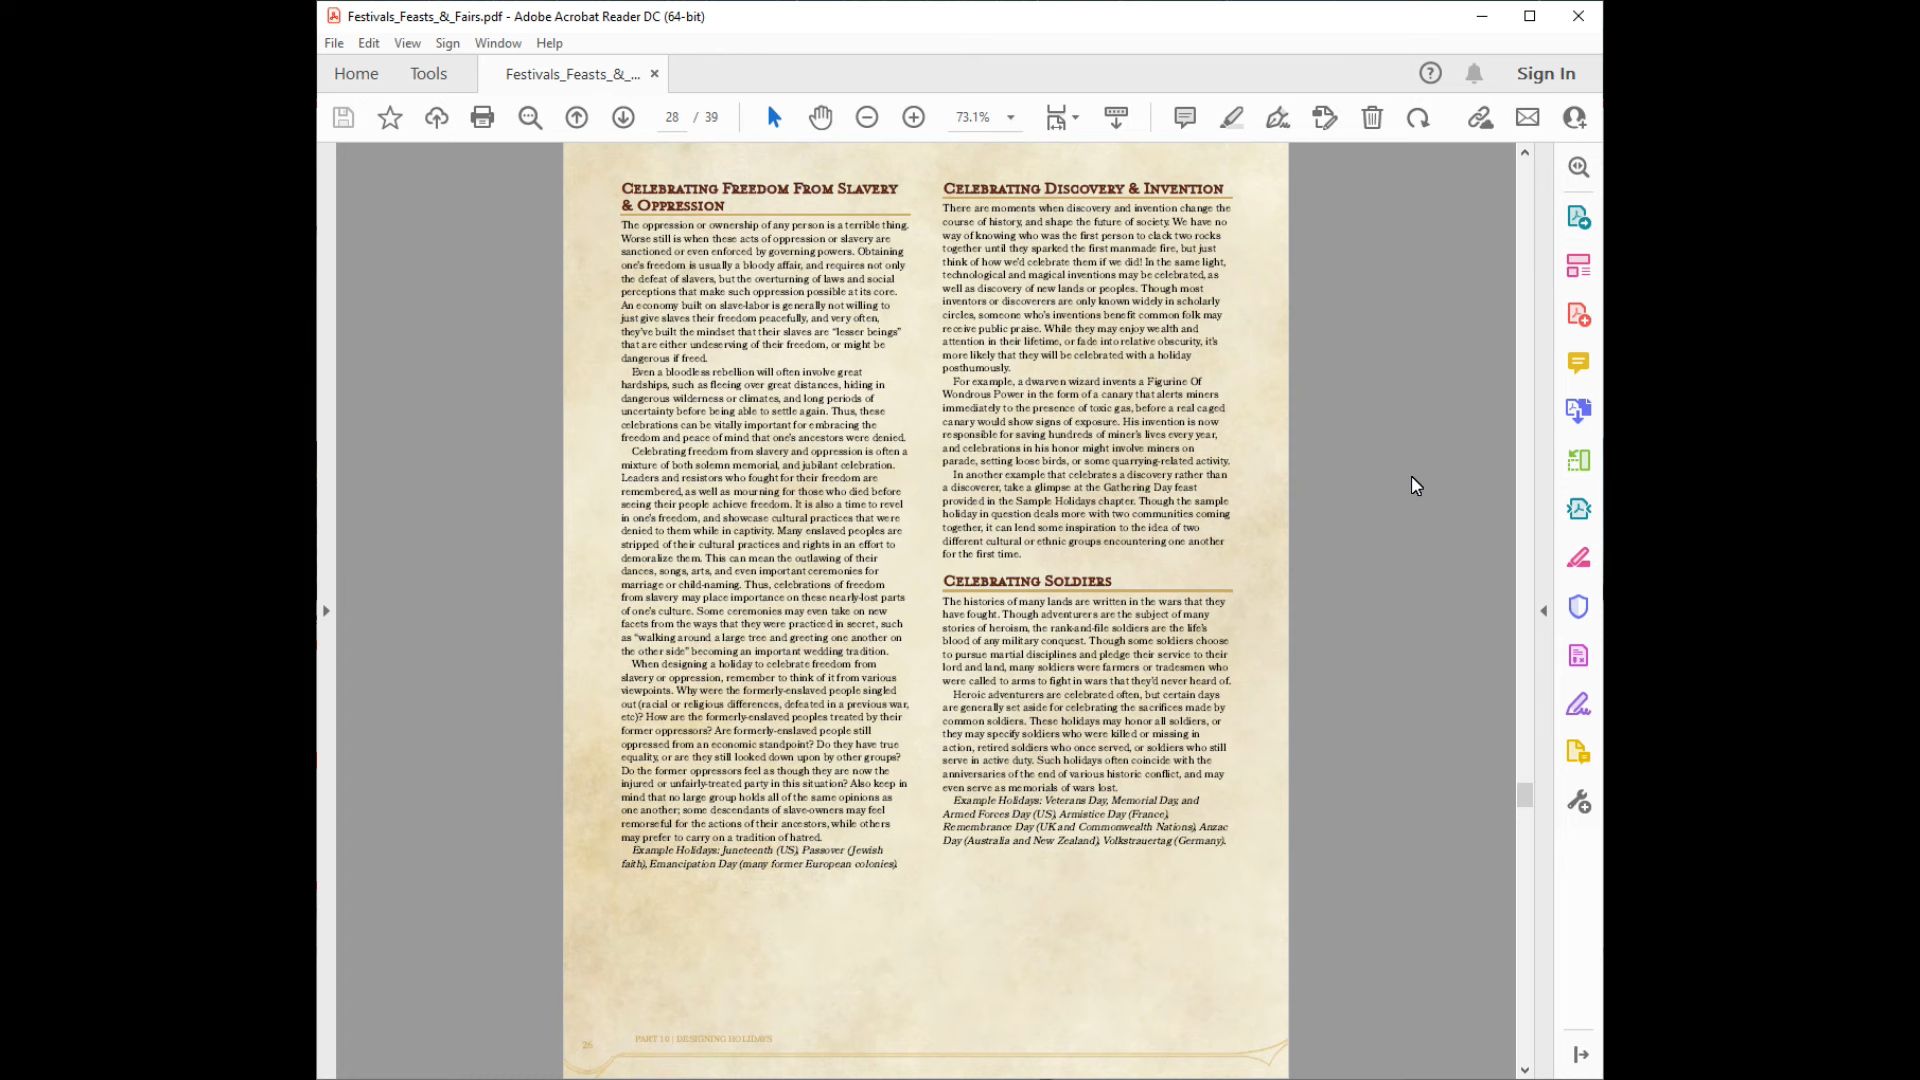 Festivals_Feasts_&_Fairs.pdf - Adobe Acrobat Reader DC (64-bit)
File Edit View Sign Window Help
Home Tools Festivals_Feasts_&_... Sign In
28 / 39 73.1%
Celebrating Freedom From Slavery
& Oppression
The oppression or ownership of any person is a terrible thing.
Worse still is when these acts of oppression or slavery are
sanctioned or even enforced by governing powers. Obtaining
one's freedom is usually a bloody affair, and requires not only
the defeat of slavers, but the overturning of laws and social
perceptions that make such oppression possible at its core.
An economy built on slave-labor is generally not willing to
just give slaves their freedom peacefully, and very often,
they've built the mindset that their slaves are "lesser beings"
that are either undeserving of their freedom, or might be
dangerous if freed.
Even a bloodless rebellion will often involve great
hardships, such as fleeing over great distances, hiding in
dangerous wilderness or climates, and long periods of
uncertainty before being able to settle again. Thus, these
celebrations can be vitally important for embracing the
freedom and peace of mind that one's ancestors were denied.
Celebrating freedom from slavery and oppression is often a
mixture of both solemn memorial, and jubilant celebration.
Leaders and resistors who fought for their freedom are
remembered, as well as mourning for those who died before
seeing their people achieve freedom. It is also a time to revel
in one's freedom, and showcase cultural practices that were
denied to them while in captivity. Many enslaved peoples are
stripped of their cultural practices and rights in an effort to
demoralize them. This can mean the outlawing of their
dances, songs, arts, and even important ceremonies for
marriage or child-naming. Thus, celebrations of freedom
from slavery may place importance on these nearly-lost parts
of one's culture. Some ceremonies may even take on new
facets from the ways that they were practiced in secret, such
as "walking around a large tree and greeting one another on
the other side" becoming an important wedding tradition.
When designing a holiday to celebrate freedom from
slavery or oppression, remember to think of it from various
viewpoints. Why were the formerly-enslaved people singled
out (racial or religious differences, defeated in a previous war,
etc)? How are the formerly-enslaved peoples treated by their
former oppressors? Are formerly-enslaved people still
oppressed from an economic standpoint? Do they have true
equality, or are they still looked down upon by other groups?
Do the former oppressors feel as though they are now the
injured or unfairly-treated party in this situation? Also keep in
mind that no large group holds all of the same opinions as
one another; some descendants of slave-owners may feel
remorseful for the actions of their ancestors, while others
may prefer to carry on a tradition of hatred.
Example Holidays: Juneteenth (US), Passover (Jewish
faith), Emancipation Day (many former European colonies).
Celebrating Discovery & Invention
There are moments when discovery and invention change the
course of history, and shape the future of society. We have no
way of knowing who was the first person to clack two rocks
together until they sparked the first manmade fire, but just
think of how we'd celebrate them if we did! In the same light,
technological and magical inventions may be celebrated, as
well as discovery of new lands or peoples. Though most
inventors or discoverers are only known widely in scholarly
circles, someone who's inventions benefit common folk may
receive public praise. While they may enjoy wealth and
attention in their lifetime, or fade into relative obscurity, it's
more likely that they will be celebrated with a holiday
posthumously.
For example, a dwarven wizard invents a Figurine Of
Wondrous Power in the form of a canary that alerts miners
immediately to the presence of toxic gas, before a real caged
canary would show signs of exposure. His invention is now
responsible for saving hundreds of miner's lives every year,
and celebrations in his honor might involve miners on
parade, setting loose birds, or some quarrying-related activity.
In another example that celebrates a discovery rather than
a discoverer, take a glimpse at the Gathering Day feast
provided in the Sample Holidays chapter. Though the sample
holiday in question deals more with two communities coming
together, it can lend some inspiration to the idea of two
different cultural or ethnic groups encountering one another
for the first time.
Celebrating Soldiers
The histories of many lands are written in the wars that they
have fought. Though adventurers are the subject of many
stories of heroism, the rank-and-file soldiers are the life's
blood of any military conquest. Though some soldiers choose
to pursue martial disciplines and pledge their service to their
lord and land, many soldiers were farmers or tradesmen who
were called to arms to fight in wars that they'd never heard of.
Heroic adventurers are celebrated often, but certain days
are generally set aside for celebrating the sacrifices made by
common soldiers. These holidays may honor all soldiers, or
they may specify soldiers who were killed or missing in
action, retired soldiers who once served, or soldiers who still
serve in active duty. Such holidays often coincide with the
anniversaries of the end of various historic conflict, and may
even serve as memorials of wars lost.
Example Holidays: Veterans Day, Memorial Day, and
Armed Forces Day (US), Armistice Day (France),
Remembrance Day (UK and Commonwealth Nations), Anzac
Day (Australia and New Zealand), Volkstrauertag (Germany).
26 PART 10 | DESIGNING HOLIDAYS